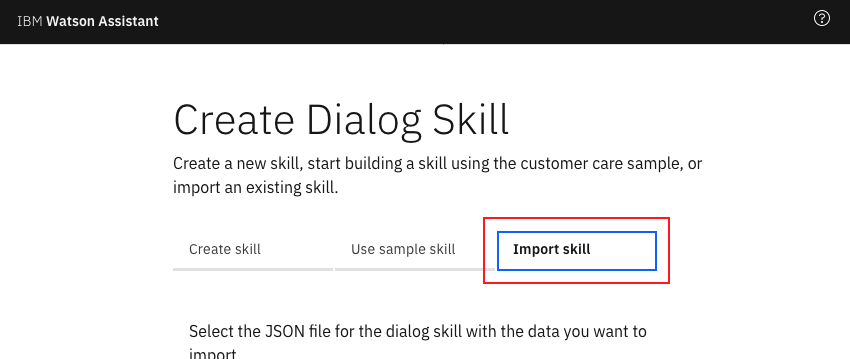 IBM Watson Assistant
Create Dialog Skill
Create a new skill, start building a skill using the customer care sample, or
import an existing skill.
Create skill
Use sample skill
Import skill
Select the JSON file for the dialog skill with the data you want to
import